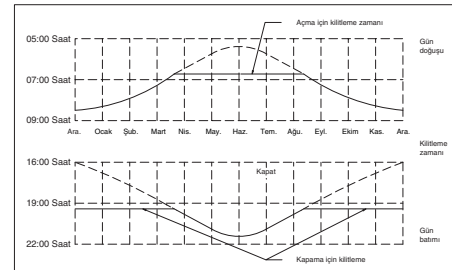 Açma için kilitleme zamanı
05:00 Saat
Gün
doğuşu
07:00 Saat
09:00 Saat
Ara. Ocak Şub. Mart Nis. May. Haz. Tem. Ağu. Eyl. Ekim Kas. Ara.
Kilitleme
zamanı
16:00 Saat
Kapat
19:00 Saat
Gün
batımı
22:00 Saat
Kapama için kilitleme